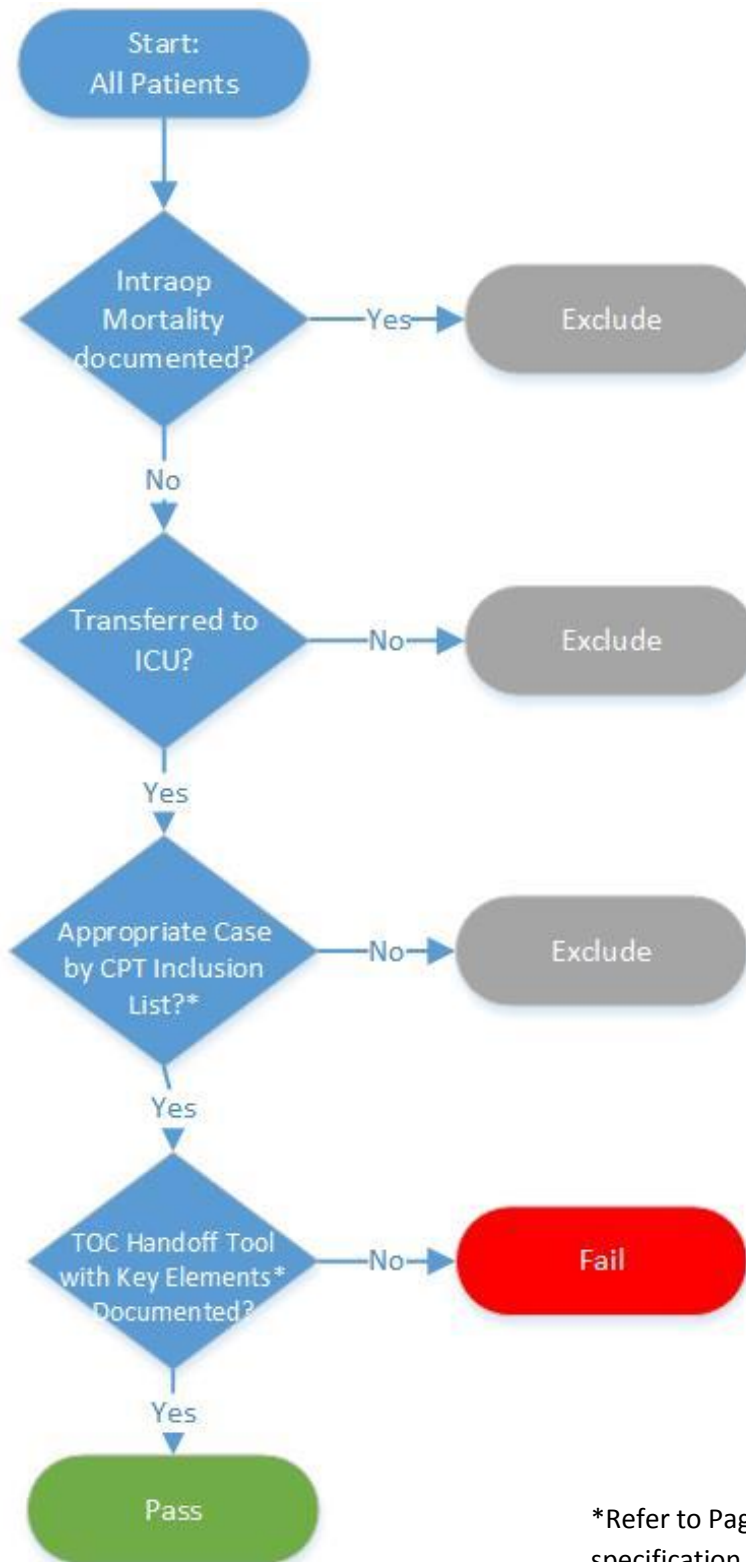 Start:
All Patients
Intraop
Mortality
documented?
Yes
Exclude
No
Transferred to
ICU?
No
Exclude
Yes
Appropriate Case
by CPT Inclusion
List?*
No
Exclude
Yes
TOC Handoff Tool
with Key Elements*
Documented?
No
Fail
Yes
Pass
*Refer to Pag
specification